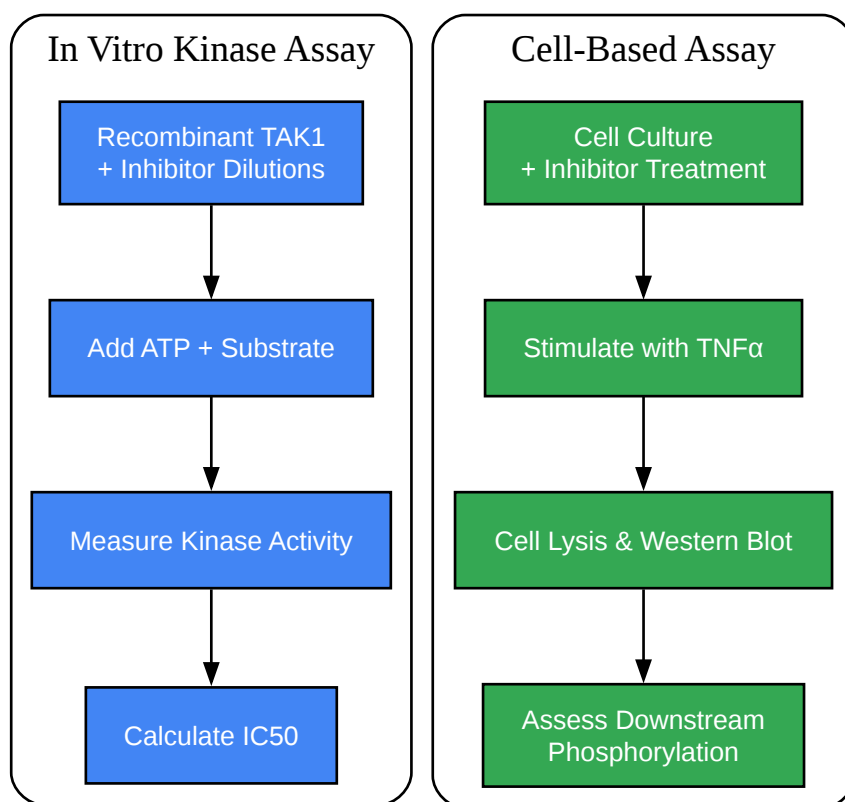 In Vitro Kinase Assay
Recombinant TAK1
+ Inhibitor Dilutions
Add ATP + Substrate
Measure Kinase Activity
Calculate IC50
Cell-Based Assay
Cell Culture
+ Inhibitor Treatment
Stimulate with TNFα
Cell Lysis & Western Blot
Assess Downstream
Phosphorylation